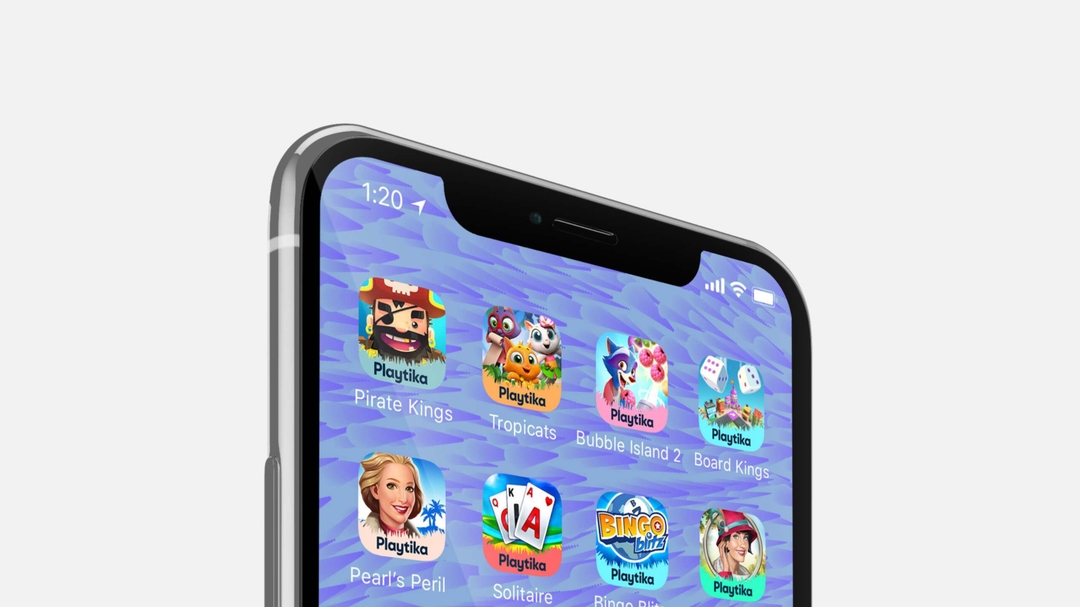 1:20
Playtika
Playtika
Playtika
Playtika
Pirate Kings
Tropicats
Bubble Island 2
Board Kings
Q K A
A
BINGO
blitz
Playtika
Playtika
Playtika
Playtika
Pearl's Peril
Solitaire
Bingo